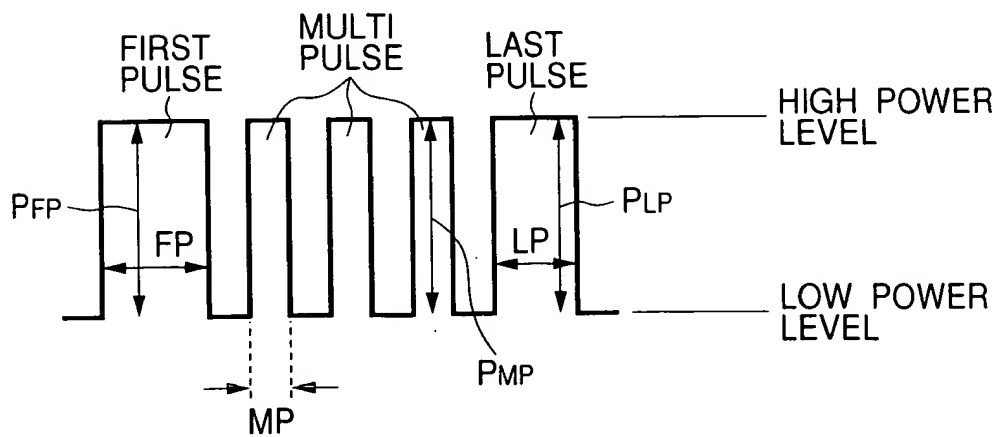 FIRST
PULSE
MULTI
PULSE
LAST
PULSE
HIGH POWER
LEVEL
PFP
FP
LP
PLP
LOW POWER
LEVEL
PMP
MP